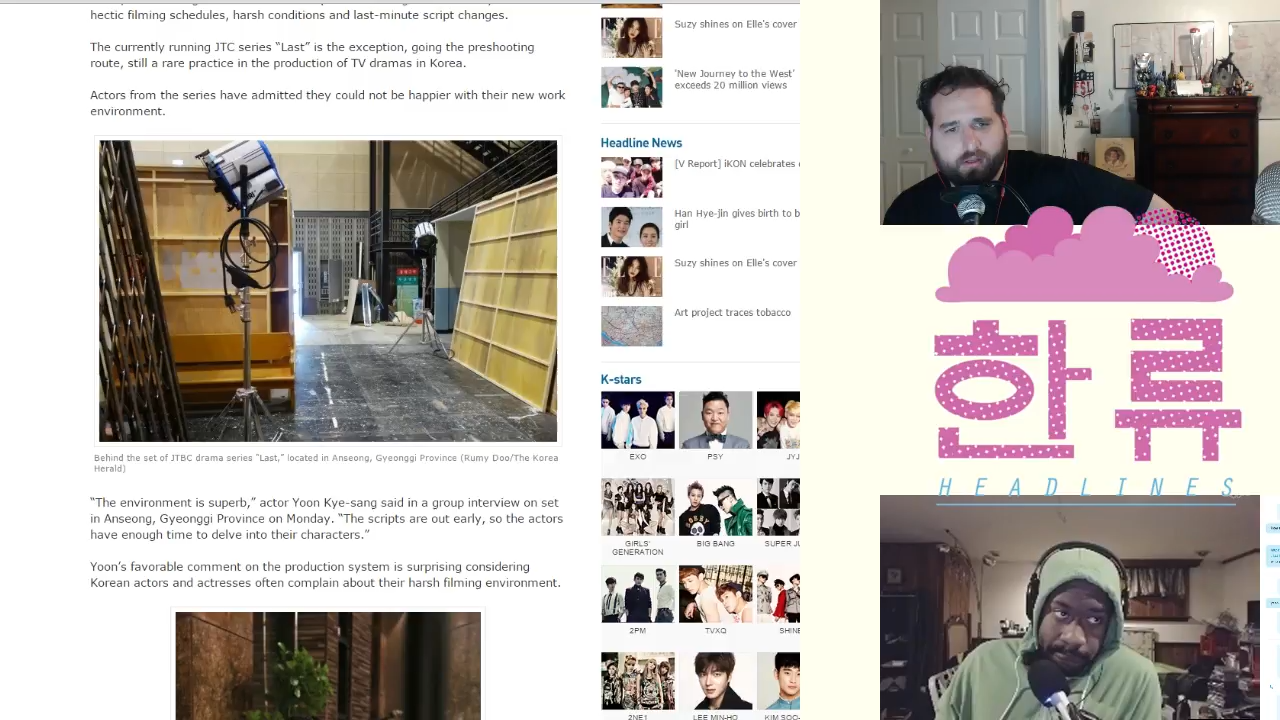 hectic filming schedules, harsh conditions and last-minute script changes.
The currently running JTC series “Last” is the exception, going the preshooting
route, still a rare practice in the production of TV dramas in Korea.
Actors from the series have admitted they could not be happier with their new work
environment.
Behind the set of JTBC drama series “Last,” located in Anseong, Gyeonggi Province (Rumy Doo/The Korea
Herald)
“The environment is superb,” actor Yoon Kye-sang said in a group interview on set
in Anseong, Gyeonggi Province on Monday. “The scripts are out early, so the actors
have enough time to delve into their characters.”
Yoon’s favorable comment on the production system is surprising considering
Korean actors and actresses often complain about their harsh filming environment.
Suzy shines on Elle’s cover
‘New Journey to the West’
exceeds 20 million views
Headline News
[V Report] iKON celebrates
Han Hye-jin gives birth to b
girl
Suzy shines on Elle’s cover
Art project traces tobacco
K-stars
EXO
PSY
JYJ
GIRLS'
GENERATION
BIG BANG
SUPER JU
2PM
TVXQ
SHINE
2NE1
LEE MIN-HO
KIM SOO-
한류
HEADLINES